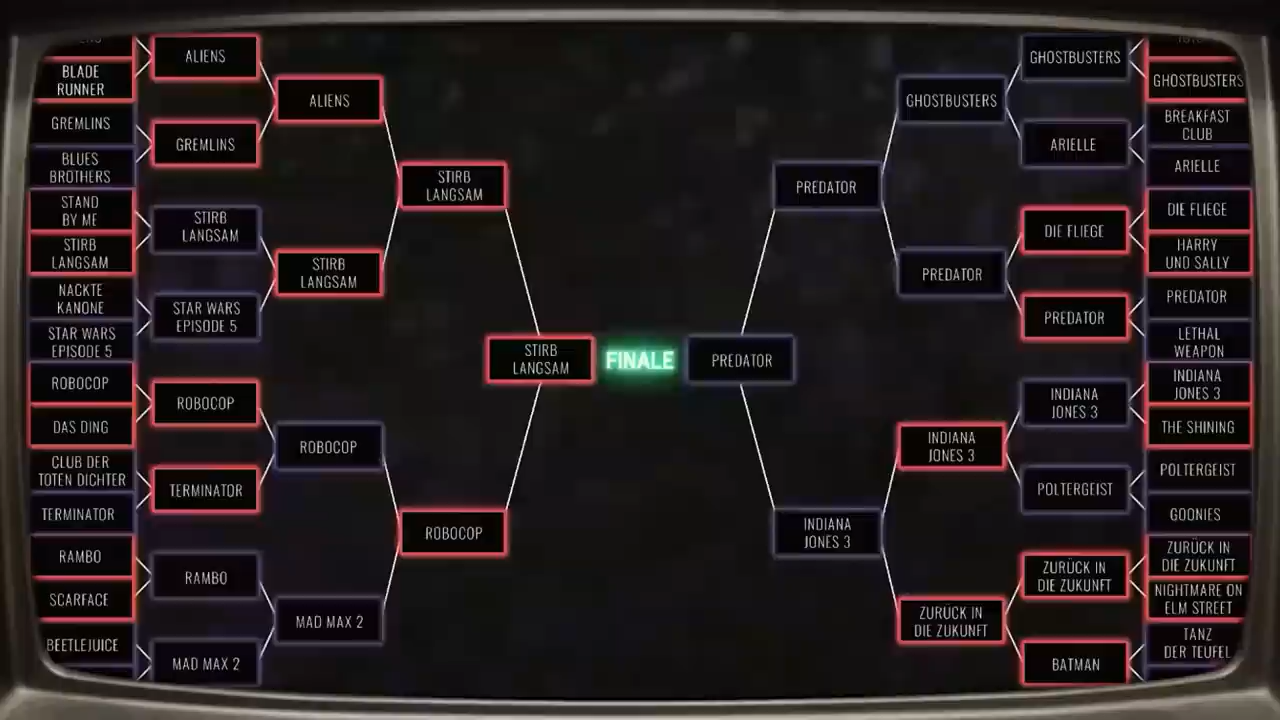 ALIENS
BLADE
RUNNER
GREMLINS
BLUES
BROTHERS
STAND
BY ME
STIRB
LANGSAM
NACKTE
KANONE
STAR WARS
EPISODE 5
ROBOCOP
DAS DING
CLUB DER
TOTEN DICHTER
TERMINATOR
RAMBO
SCARFACE
BEETLEJUICE
GREMLINS
STIRB
LANGSAM
STAR WARS
EPISODE 5
ROBOCOP
TERMINATOR
RAMBO
MAD MAX 2
ALIENS
STIRB
LANGSAM
ROBOCOP
MAD MAX 2
STIRB
LANGSAM
ROBOCOP
STIRB
LANGSAM
FINALE
PREDATOR
PREDATOR
INDIANA
JONES 3
GHOSTBUSTERS
PREDATOR
INDIANA
JONES 3
ZURÜCK IN
DIE ZUKUNFT
GHOSTBUSTERS
ARIELLE
DIE FLIEGE
PREDATOR
INDIANA
JONES 3
POLTERGEIST
ZURÜCK IN
DIE ZUKUNFT
BATMAN
GHOSTBUSTERS
BREAKFAST
CLUB
ARIELLE
DIE FLIEGE
HARRY
UND SALLY
PREDATOR
LETHAL
WEAPON
INDIANA
JONES 3
THE SHINING
POLTERGEIST
GOONIES
ZURÜCK IN
DIE ZUKUNFT
NIGHTMARE ON
ELM STREET
TANZ
DER TEUFEL